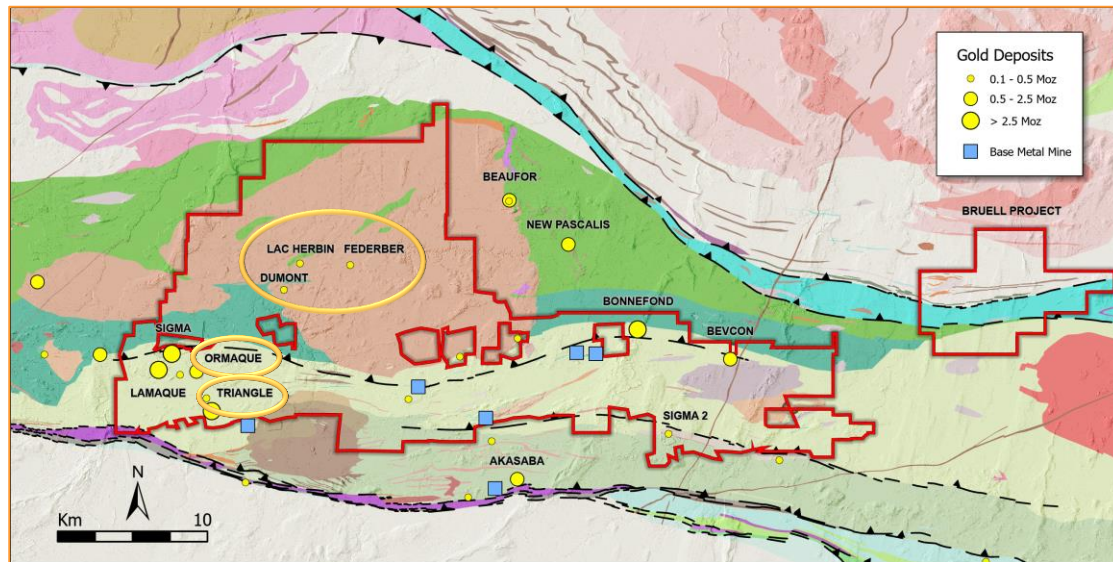 Gold Deposits
0.1 - 0.5 Moz
0.5 - 2.5 Moz
> 2.5 Moz
Base Metal Mine
BEAUFOR
NEW PASCALIS
BRUELL PROJECT
LAC HERBIN FEDERBER
DUMONT
BONNEFOND
SIGMA
BEVCON
ORMAQUE
LAMAQUE
TRIANGLE
SIGMA 2
AKASABA
N
Km 10